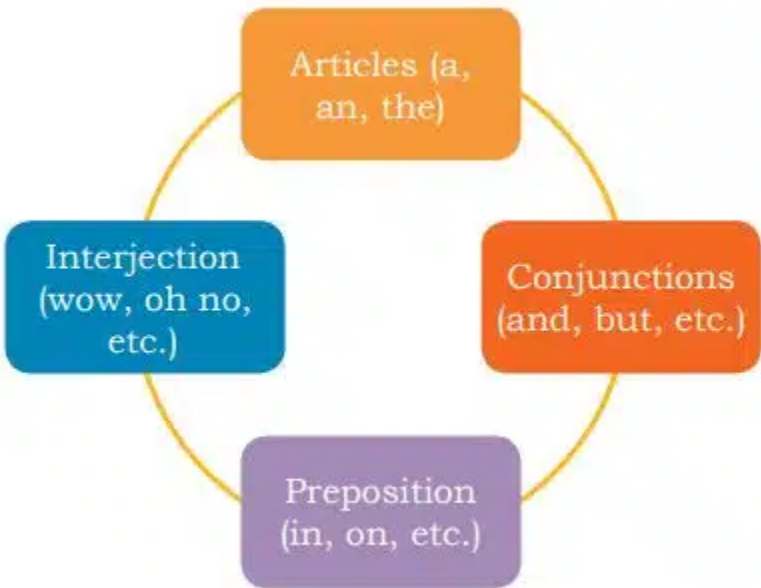 Articles (a,
an, the)
Interjection
(wow, oh no,
etc.)
Conjunctions
(and, but, etc.)
Preposition
(in, on, etc.)